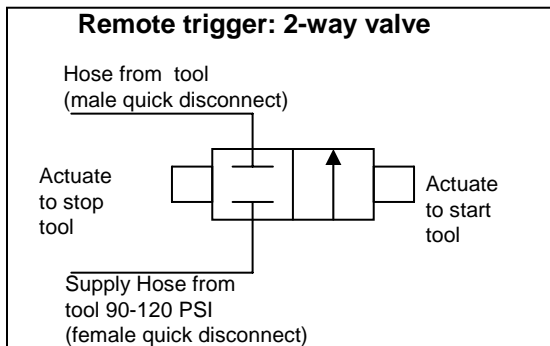 Remote trigger: 2-way valve
Hose from tool
(male quick disconnect)
Actuate
to stop
tool
Actuate
to start
tool
Supply Hose from
tool 90-120 PSI
(female quick disconnect)